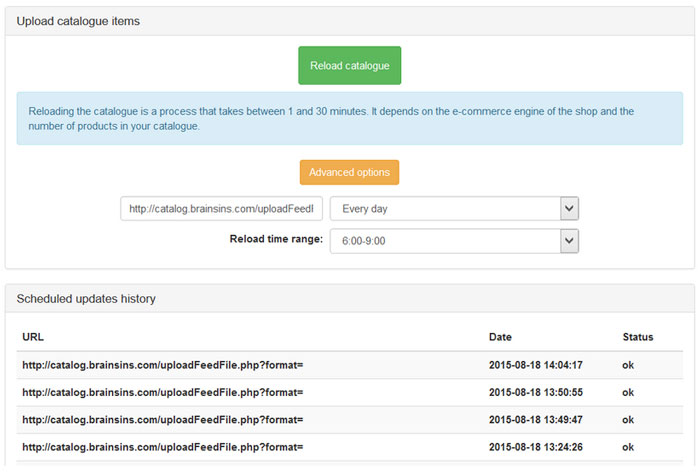 Upload catalogue items
Reload catalogue
Reloading the catalogue is a process that takes between 1 and 30 minutes. It depends on the e-commerce engine of the shop and the
number of products in your catalogue.
Advanced options
http://catalog.brainsins.com/uploadFeedF Every day
Reload time range: 6:00-9:00
Scheduled updates history
URL Date Status
http://catalog.brainsins.com/uploadFeedFile.php?format= 2015-08-18 14:04:17 ok
http://catalog.brainsins.com/uploadFeedFile.php?format= 2015-08-18 13:50:55 ok
http://catalog.brainsins.com/uploadFeedFile.php?format= 2015-08-18 13:49:47 ok
http://catalog.brainsins.com/uploadFeedFile.php?format= 2015-08-18 13:24:26 ok